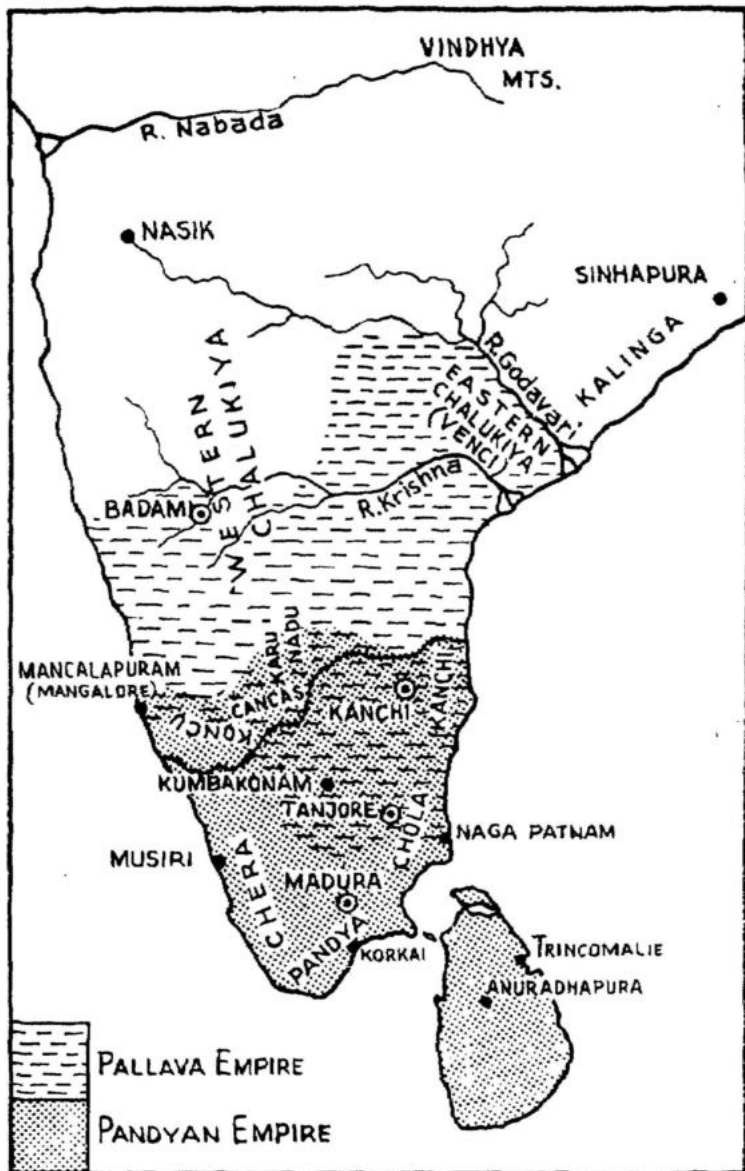 VINDHYA
MTS.
R. Nabada
NASIK
SINHAPURA
KALINGA
R.Godavari
EASTERN
CHALUKIYA
(VENCI)
WESTERN
CHALUKIYA
R.Krishna
BADAMI
KARU
NADU
MANCALAPURAM
(MANGALORE)
CANCAS
KONCU
KANCHI
KANCHI
KUMBAKONAM
TANJORE
CHOLA
NAGA PATNAM
MUSIRI
CHERA
MADURA
PANDYA
KORKAI
TRINCOMALIE
ANURADHAPURA
PALLAVA EMPIRE
PANDYAN EMPIRE